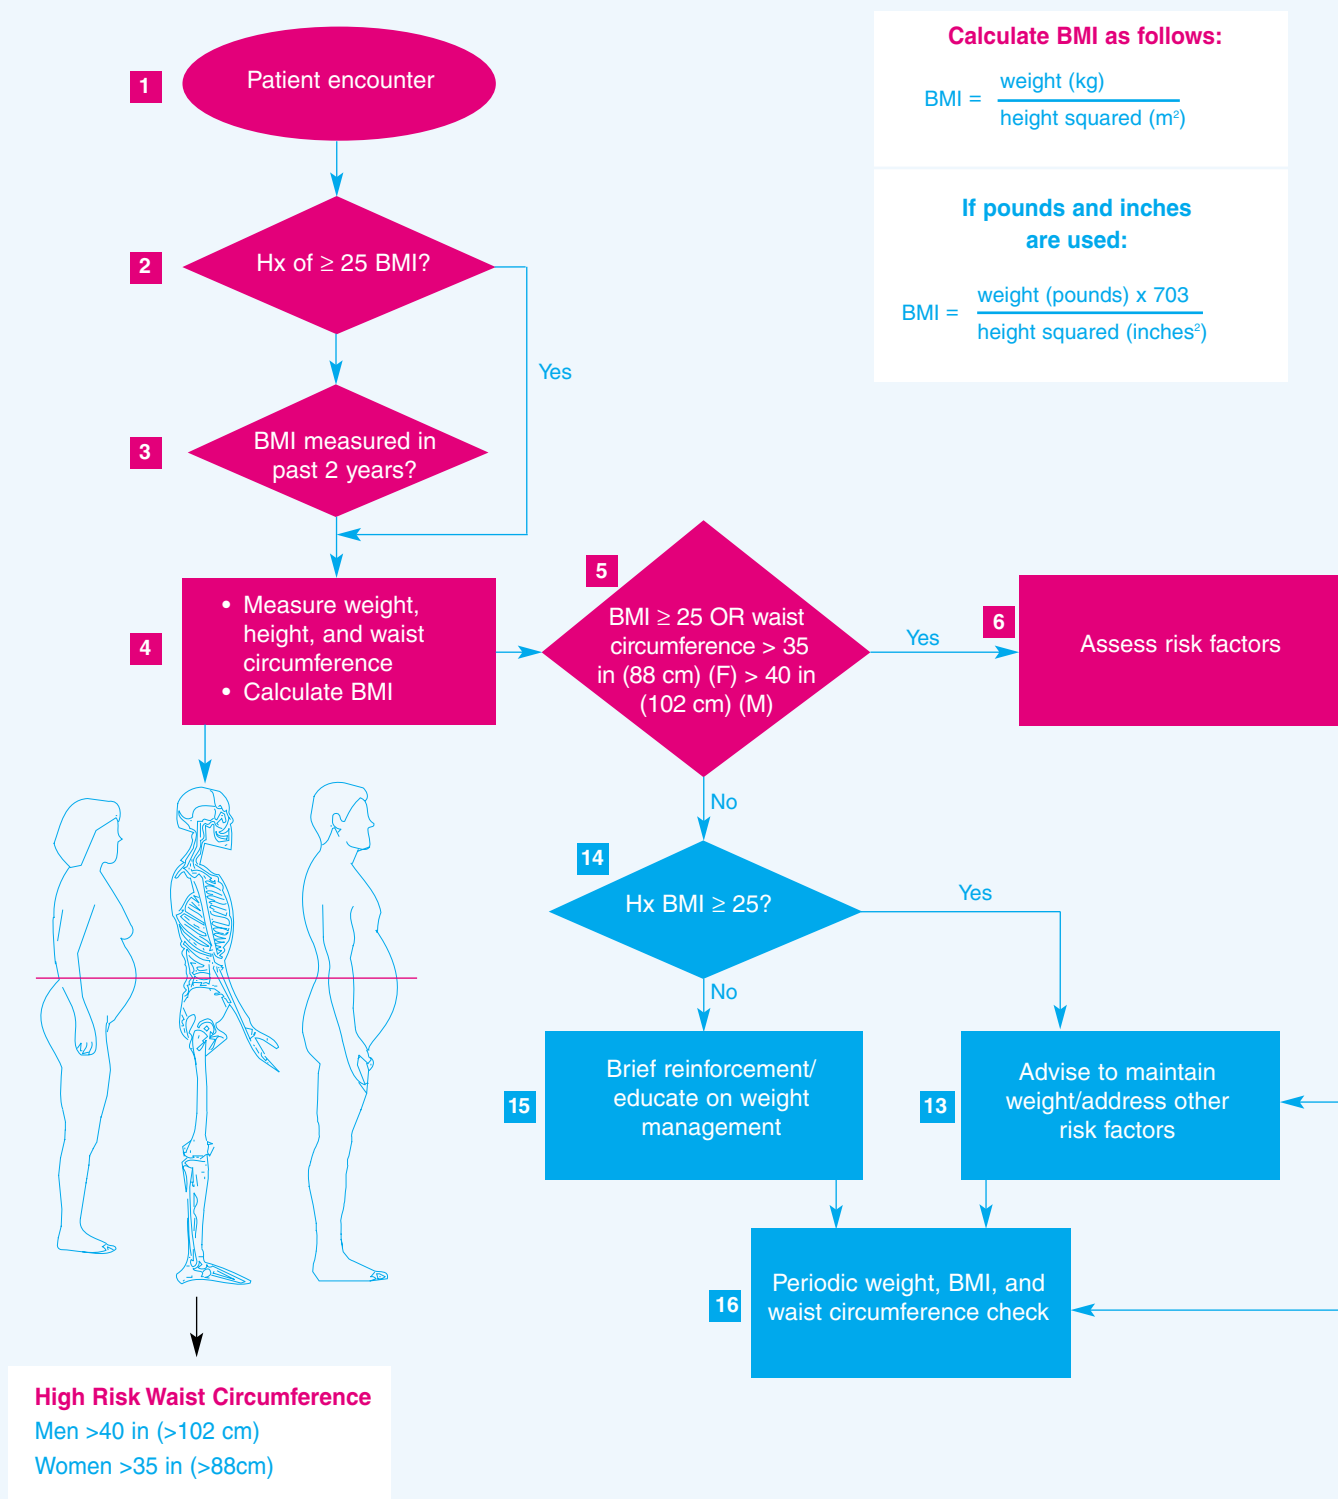 1
Patient encounter
2
Hx of ≥ 25 BMI?
Yes
3
BMI measured in
past 2 years?
4
• Measure weight,
height, and waist
circumference
• Calculate BMI
5
BMI ≥ 25 OR waist
circumference > 35
in (88 cm) (F) > 40 in
(102 cm) (M)
Yes
6
Assess risk factors
No
14
Hx BMI ≥ 25?
Yes
No
15
Brief reinforcement/
educate on weight
management
13
Advise to maintain
weight/address other
risk factors
16
Periodic weight, BMI, and
waist circumference check
High Risk Waist Circumference
Men >40 in (>102 cm)
Women >35 in (>88cm)
Calculate BMI as follows:
BMI =
weight (kg)
height squared (m²)
If pounds and inches
are used:
BMI =
weight (pounds) x 703
height squared (inches²)